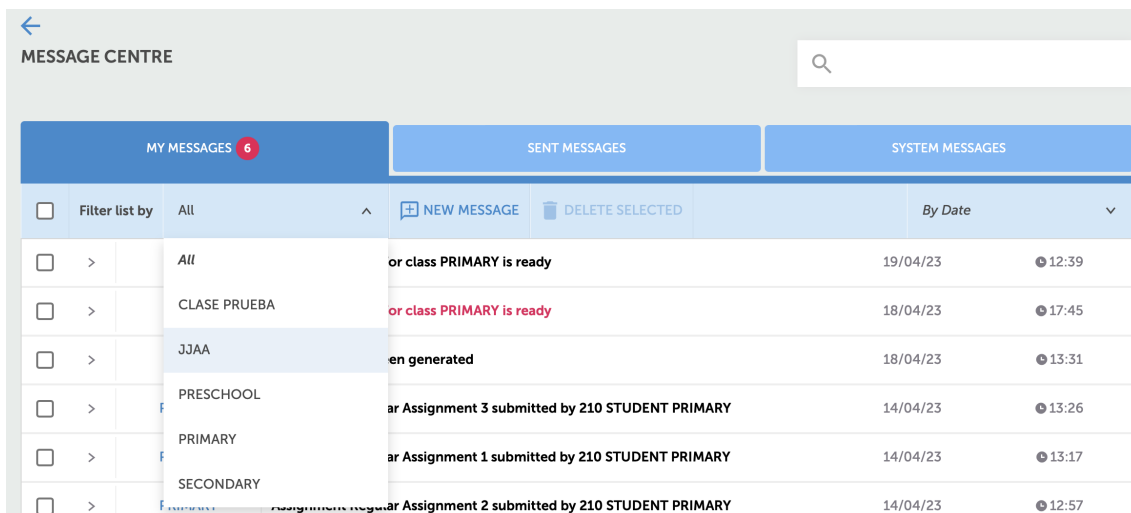 MESSAGE CENTRE
MY MESSAGES 6
SENT MESSAGES
SYSTEM MESSAGES
Filter list by All NEW MESSAGE DELETE SELECTED By Date
All
CLASE PRUEBA
JJAA
PRESCHOOL
PRIMARY
SECONDARY
or class PRIMARY is ready 19/04/23 12:39
or class PRIMARY is ready 18/04/23 17:45
en generated 18/04/23 13:31
ar Assignment 3 submitted by 210 STUDENT PRIMARY 14/04/23 13:26
ar Assignment 1 submitted by 210 STUDENT PRIMARY 14/04/23 13:17
PRIMARY Assignment Regular Assignment 2 submitted by 210 STUDENT PRIMARY 14/04/23 12:57